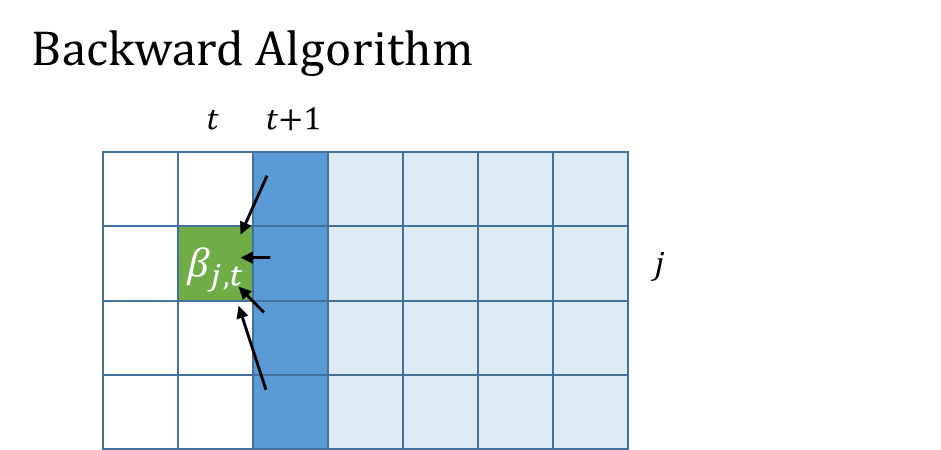 Backward Algorithm
t t+1
β_{j,t}
j